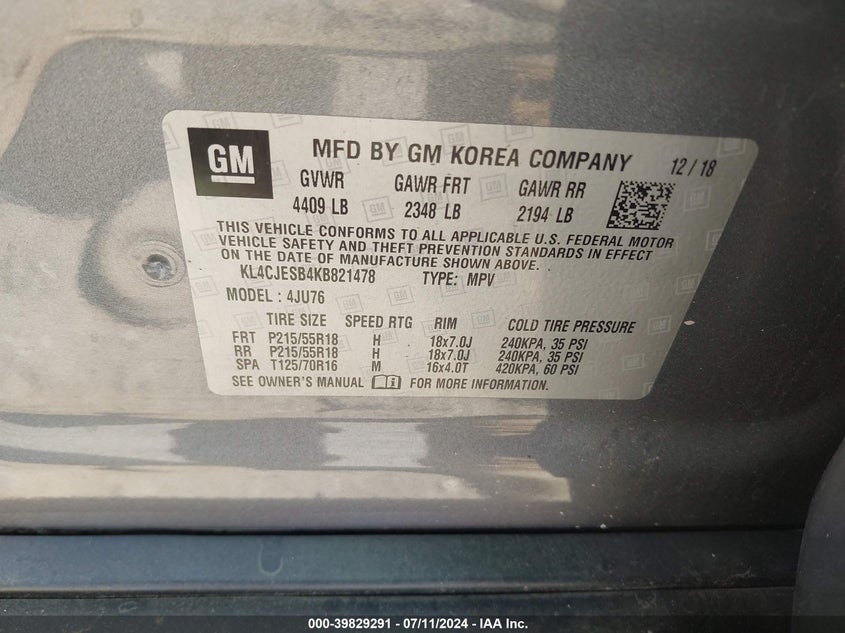 GM
MFD BY GM KOREA COMPANY 12 / 18
GVWR GAWR FRT GAWR RR
4409 LB 2348 LB 2194 LB
THIS VEHICLE CONFORMS TO ALL APPLICABLE U.S. FEDERAL MOTOR
VEHICLE SAFETY AND THEFT PREVENTION STANDARDS IN EFFECT
ON THE DATE OF MANUFACTURE SHOWN ABOVE.
KL4CJESB4KB821478 TYPE: MPV
MODEL : 4JU76
TIRE SIZE SPEED RTG RIM COLD TIRE PRESSURE
FRT P215/55R18 H 18x7.0J 240KPA, 35 PSI
RR P215/55R18 H 18x7.0J 240KPA, 35 PSI
SPA T125/70R16 M 16x4.0T 420KPA, 60 PSI
SEE OWNER'S MANUAL FOR MORE INFORMATION.
000-39829291 - 07/11/2024 - IAA Inc.